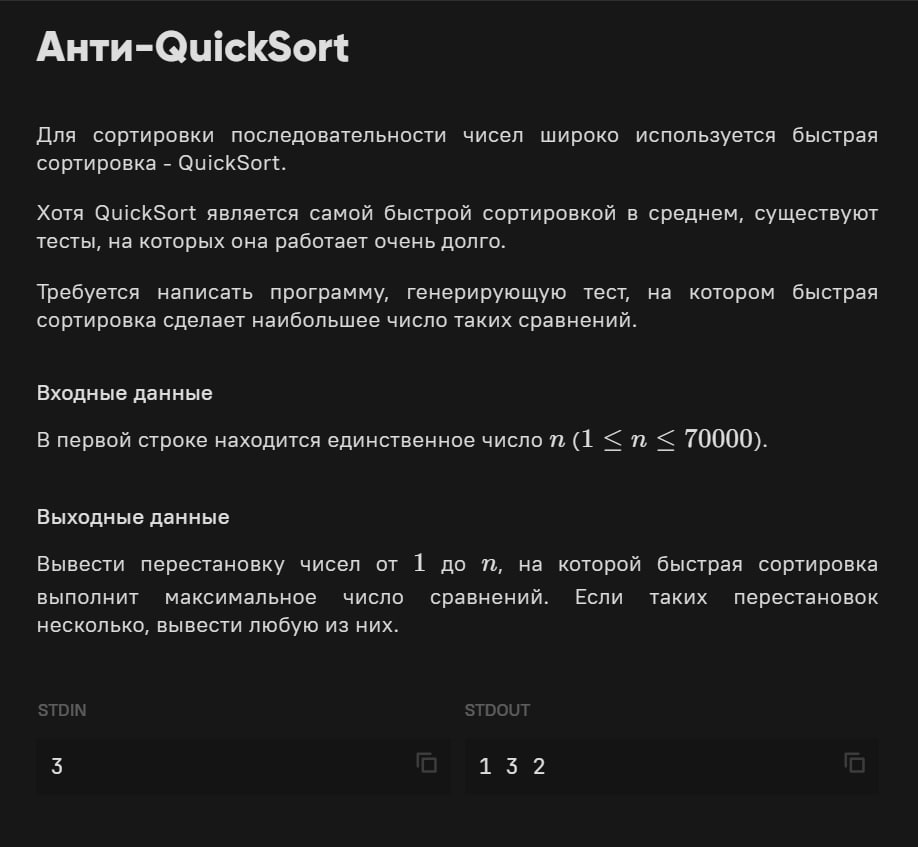 Анти-QuickSort
Для сортировки последовательности чисел широко используется быстрая
сортировка - QuickSort.
Хотя QuickSort является самой быстрой сортировкой в среднем, существуют
тесты, на которых она работает очень долго.
Требуется написать программу, генерирующую тест, на котором быстрая
сортировка сделает наибольшее число таких сравнений.
Входные данные
В первой строке находится единственное число n (1 ≤ n ≤ 70000).
Выходные данные
Вывести перестановку чисел от 1 до n, на которой быстрая сортировка
выполнит максимальное число сравнений. Если таких перестановок
несколько, вывести любую из них.
STDIN STDOUT
3 1 3 2